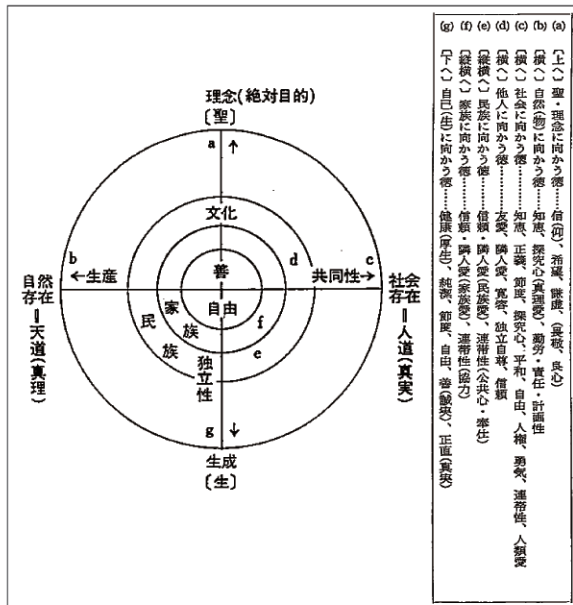 理念(絶対目的)
〔聖〕
a ↑
文化
b
←生産
善
d
c
共同性→
自然存在＝天道(真理)
社会存在＝人道(真実)
自由
家族
f
民族
独立性
e
g ↓
生成
〔生〕
(a) 〔上へ〕聖・理念に向かう徳……信(仰)、希望、謙虚、(畏敬、良心)
(b) 〔横へ〕自然(物)に向かう徳……知恵、探究心(真理愛)、勤労・責任・計画性
(c) 〔横へ〕社会に向かう徳……知恵、正義、節度、探究心、平和、自由、人権、勇気、連帯性、人類愛
(d) 〔横へ〕他人に向かう徳……友愛、隣人愛、寛容、独立自尊、信頼
(e) 〔縦横へ〕民族に向かう徳……信頼・隣人愛(民族愛)、連帯性(公共心・奉仕)
(f) 〔縦横へ〕家族に向かう徳……信頼・隣人愛(家族愛)、連帯性(協力)
(g) 〔下へ〕自己(生)に向かう徳……健康(厚生)、純潔、節度、自由、善(誠実)、正直(真実)